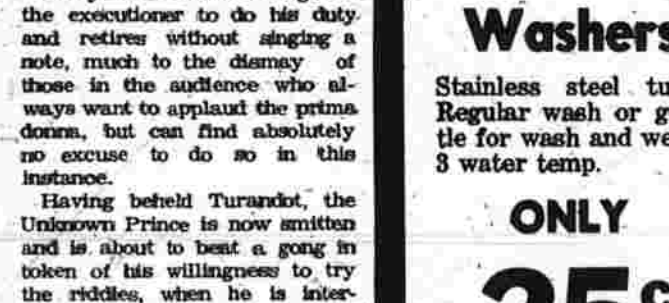 the executioner to do his duty
and retires without singing a
note, much to the dismay of
those in the audience who al-
ways want to applaud the prima
donna, but can find absolutely
no excuse to do so in this
instance.
Having beheld Turandot, the
Unknown Prince is now smitten
and is about to beat a gong in
token of his willingness to try
the riddles, when he is inter-
Washers
Stainless steel tu
Regular wash or g
tle for wash and we
3 water temp.
ONLY